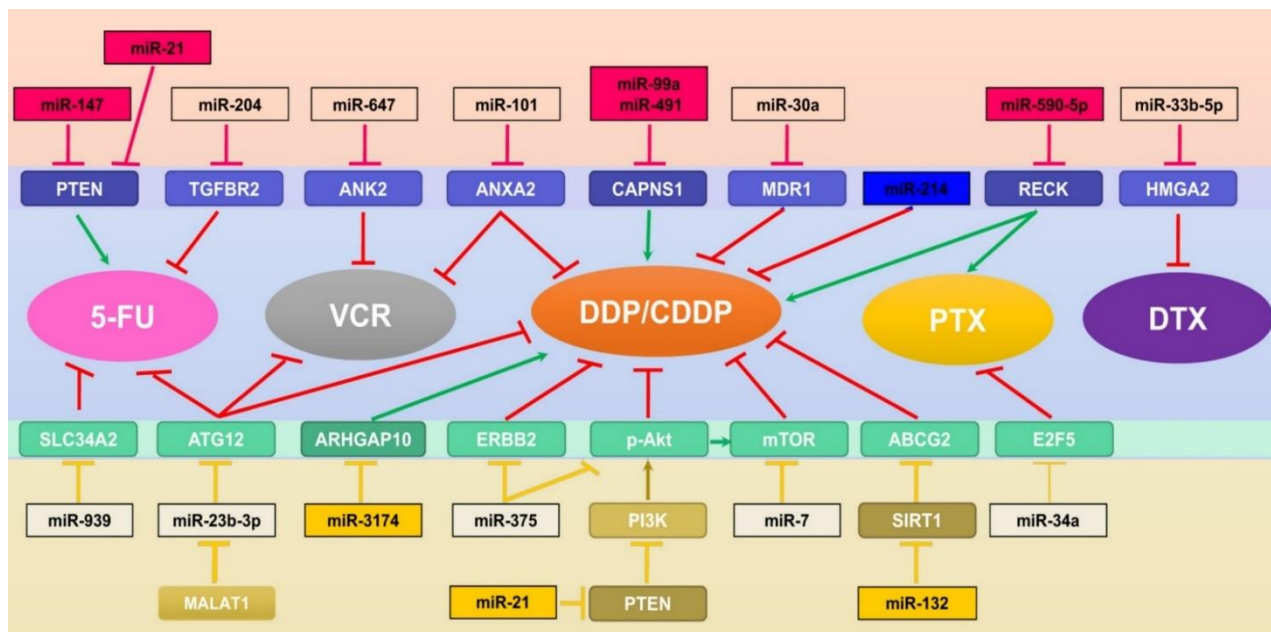 miR-21
miR-147
miR-204
miR-647
miR-101
miR-99a
miR-491
miR-30a
miR-590-5p
miR-33b-5p
PTEN
TGFBR2
ANK2
ANXA2
CAPNS1
MDR1
miR-214
RECK
HMGA2
5-FU
VCR
DDP/CDDP
PTX
DTX
SLC34A2
ATG12
ARHGAP10
ERBB2
p-Akt
mTOR
ABCG2
E2F5
miR-939
miR-23b-3p
miR-3174
miR-375
PI3K
miR-7
SIRT1
miR-34a
MALAT1
miR-21
PTEN
miR-132